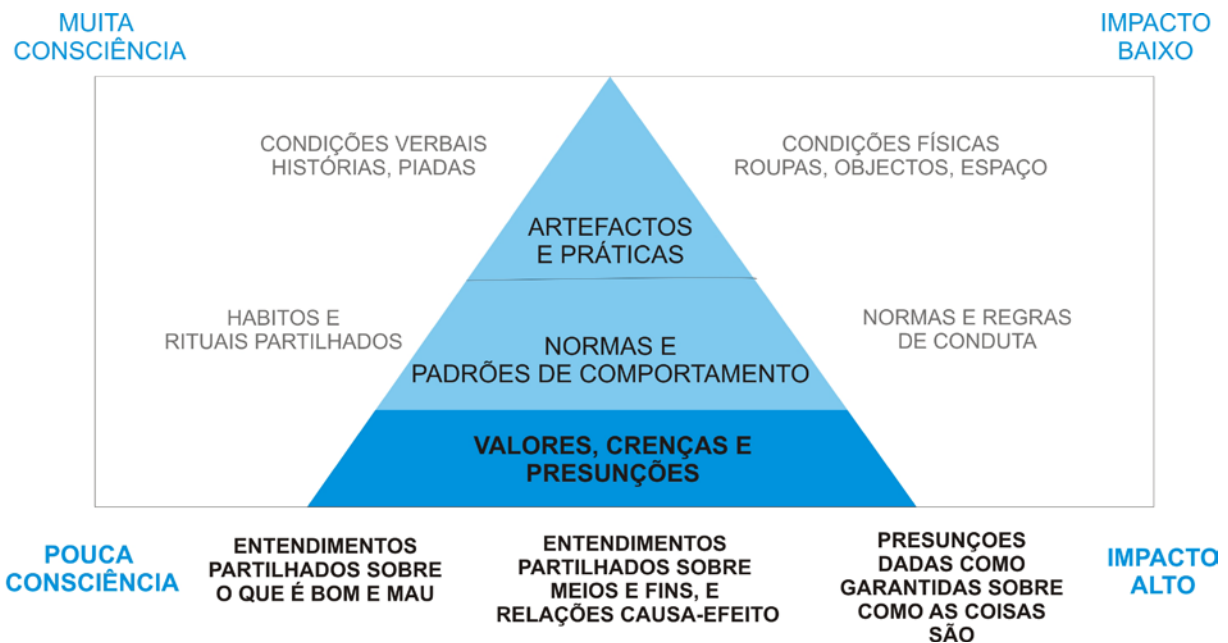 MUITA
CONSCIÊNCIA
IMPACTO
BAIXO
CONDIÇÕES VERBAIS
HISTÓRIAS, PIADAS
CONDIÇÕES FÍSICAS
ROUPAS, OBJECTOS, ESPAÇO
ARTEFACTOS
E PRÁTICAS
HABITOS E
RITUAIS PARTILHADOS
NORMAS E REGRAS
DE CONDUTA
NORMAS E
PADRÕES DE COMPORTAMENTO
VALORES, CRENÇAS E
PRESUNÇÕES
POUCA
CONSCIÊNCIA
ENTENDIMENTOS
PARTILHADOS SOBRE
O QUE É BOM E MAU
ENTENDIMENTOS
PARTILHADOS SOBRE
MEIOS E FINS, E
RELAÇÕES CAUSA-EFEITO
PRESUNÇOES
DADAS COMO
GARANTIDAS SOBRE
COMO AS COISAS
SÃO
IMPACTO
ALTO